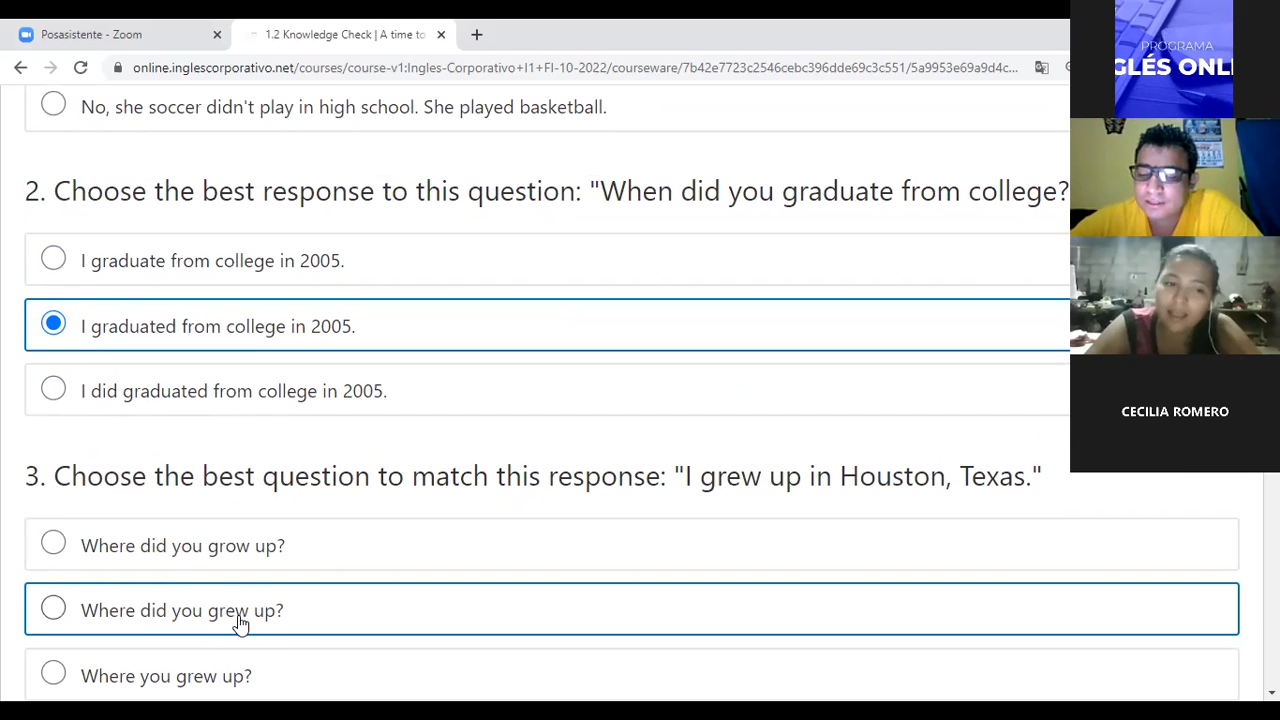 Posasistente - Zoom
1.2 Knowledge Check | A time to
online.inglescorporativo.net/courses/course-v1:Ingles-Corporativo+I1+FI-10-2022/courseware/7b42e7723c2546cebc396dde69c3c551/5a9953e69a9d4c...
PROGRAMA
GLÉS ONLI
No, she soccer didn't play in high school. She played basketball.
2. Choose the best response to this question: "When did you graduate from college?
I graduate from college in 2005.
I graduated from college in 2005.
I did graduated from college in 2005.
CECILIA ROMERO
3. Choose the best question to match this response: "I grew up in Houston, Texas."
Where did you grow up?
Where did you grew up?
Where you grew up?